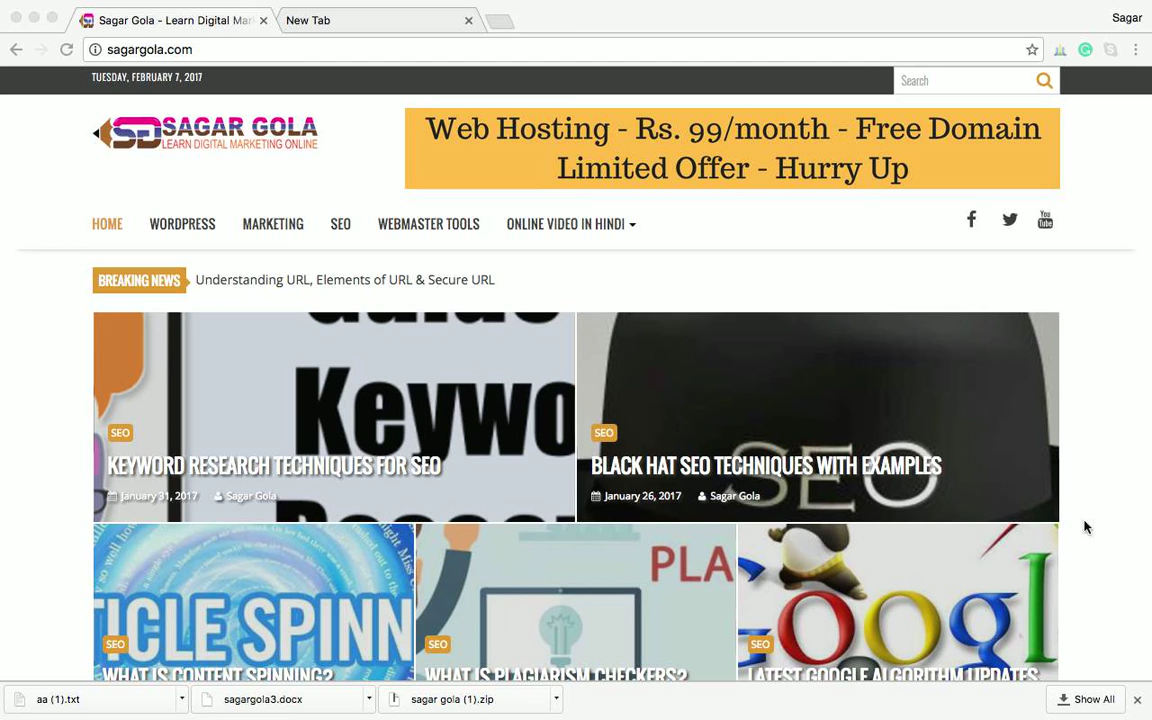 Sagar Gola - Learn Digital Mar
New Tab
Sagar
sagargola.com
TUESDAY, FEBRUARY 7, 2017
Search
SG SAGAR GOLA
LEARN DIGITAL MARKETING ONLINE
Web Hosting - Rs. 99/month - Free Domain
Limited Offer - Hurry Up
HOME WORDPRESS MARKETING SEO WEBMASTER TOOLS ONLINE VIDEO IN HINDI
You Tube
BREAKING NEWS Understanding URL, Elements of URL & Secure URL
Guide
Keywo
SEO
KEYWORD RESEARCH TECHNIQUES FOR SEO
January 31, 2017 Sagar Gola
SEO
SEO
BLACK HAT SEO TECHNIQUES WITH EXAMPLES
January 26, 2017 Sagar Gola
TICLE SPINN
SEO
WHAT IS CONTENT SPINNING?
PLA
SEO
WHAT IS PLAGIARISM CHECKERS?
Googl
SEO
LATEST GOOGLE ALGORITHM UPDATES
aa (1).txt
sagargola3.docx
sagar gola (1).zip
Show All